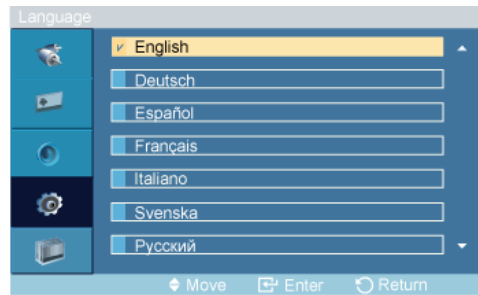 Language
English
Deutsch
Español
Français
Italiano
Svenska
Русский
Move Enter Return